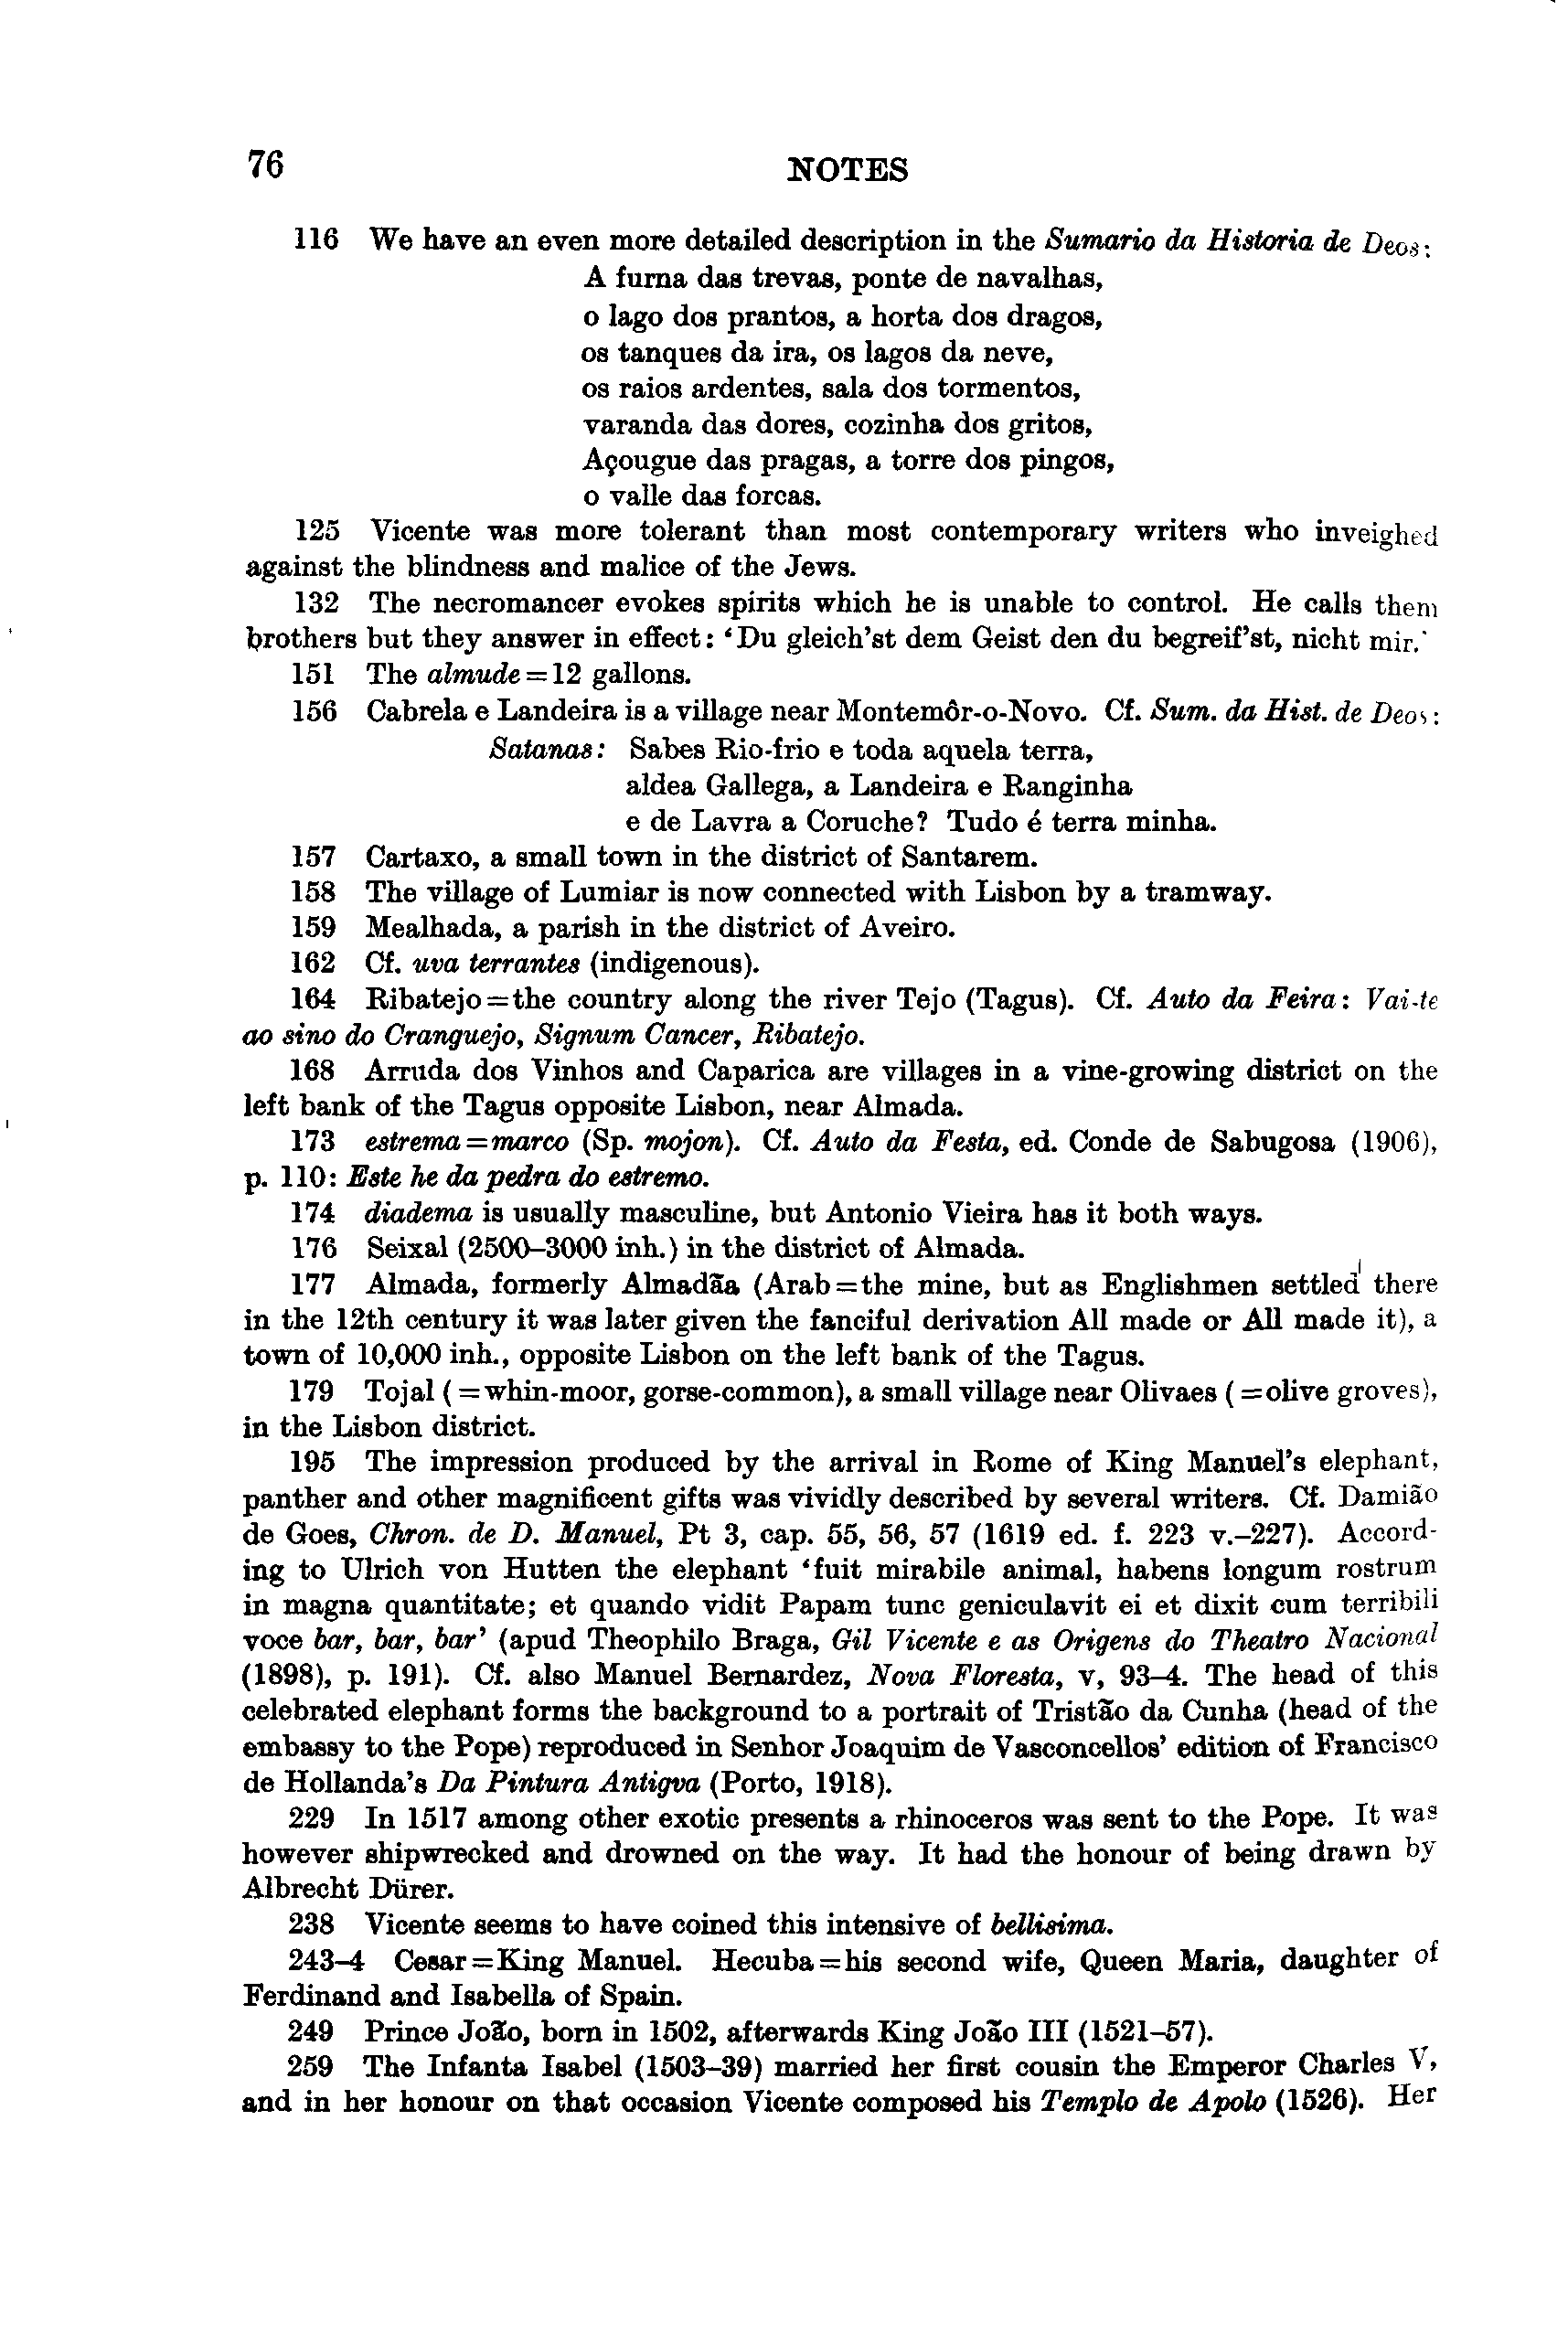 76
NOTES
116 We have an even more detailed description in the Sumario da Historia de Deos:
A furna das trevas, ponte de navalhas,
o lago dos prantos, a horta dos dragos,
os tanques da ira, os lagos da neve,
os raios ardentes, sala dos tormentos,
varanda das dores, cozinha dos gritos,
Açougue das pragas, a torre dos pingos,
o valle das forcas.
125 Vicente was more tolerant than most contemporary writers who inveighed
against the blindness and malice of the Jews.
132 The necromancer evokes spirits which he is unable to control. He calls them
brothers but they answer in effect: ‘Du gleich’st dem Geist den du begreif’st, nicht mir.’
151 The almude=12 gallons.
156 Cabrela e Landeira is a village near Montemôr-o-Novo. Cf. Sum. da Hist. de Deos:
Satanas: Sabes Rio-frio e toda aquela terra,
aldea Gallega, a Landeira e Ranginha
e de Lavra a Coruche? Tudo é terra minha.
157 Cartaxo, a small town in the district of Santarem.
158 The village of Lumiar is now connected with Lisbon by a tramway.
159 Mealhada, a parish in the district of Aveiro.
162 Cf. uva terrantes (indigenous).
164 Ribatejo=the country along the river Tejo (Tagus). Cf. Auto da Feira: Vai-te
ao sino do Cranguejo, Signum Cancer, Ribatejo.
168 Arruda dos Vinhos and Caparica are villages in a vine-growing district on the
left bank of the Tagus opposite Lisbon, near Almada.
173 estrema=marco (Sp. mojon). Cf. Auto da Festa, ed. Conde de Sabugosa (1906),
p. 110: Este he da pedra do estremo.
174 diadema is usually masculine, but Antonio Vieira has it both ways.
176 Seixal (2500–3000 inh.) in the district of Almada.
177 Almada, formerly Almadãa (Arab=the mine, but as Englishmen settled there
in the 12th century it was later given the fanciful derivation All made or All made it), a
town of 10,000 inh., opposite Lisbon on the left bank of the Tagus.
179 Tojal (=whin-moor, gorse-common), a small village near Olivaes (=olive groves),
in the Lisbon district.
195 The impression produced by the arrival in Rome of King Manuel’s elephant,
panther and other magnificent gifts was vividly described by several writers. Cf. Damião
de Goes, Chron. de D. Manuel, Pt 3, cap. 55, 56, 57 (1619 ed. f. 223 v.–227). Accord-
ing to Ulrich von Hutten the elephant ‘fuit mirabile animal, habens longum rostrum
in magna quantitate; et quando vidit Papam tunc geniculavit ei et dixit cum terribili
voce bar, bar, bar’ (apud Theophilo Braga, Gil Vicente e as Origens do Theatro Nacional
(1898), p. 191). Cf. also Manuel Bernardez, Nova Floresta, v, 93–4. The head of this
celebrated elephant forms the background to a portrait of Tristão da Cunha (head of the
embassy to the Pope) reproduced in Senhor Joaquim de Vasconcellos’ edition of Francisco
de Hollanda’s Da Pintura Antigva (Porto, 1918).
229 In 1517 among other exotic presents a rhinoceros was sent to the Pope. It was
however shipwrecked and drowned on the way. It had the honour of being drawn by
Albrecht Dürer.
238 Vicente seems to have coined this intensive of bellisima.
243–4 Cesar=King Manuel. Hecuba=his second wife, Queen Maria, daughter of
Ferdinand and Isabella of Spain.
249 Prince João, born in 1502, afterwards King João III (1521–57).
259 The Infanta Isabel (1503–39) married her first cousin the Emperor Charles V,
and in her honour on that occasion Vicente composed his Templo de Apolo (1526). Her